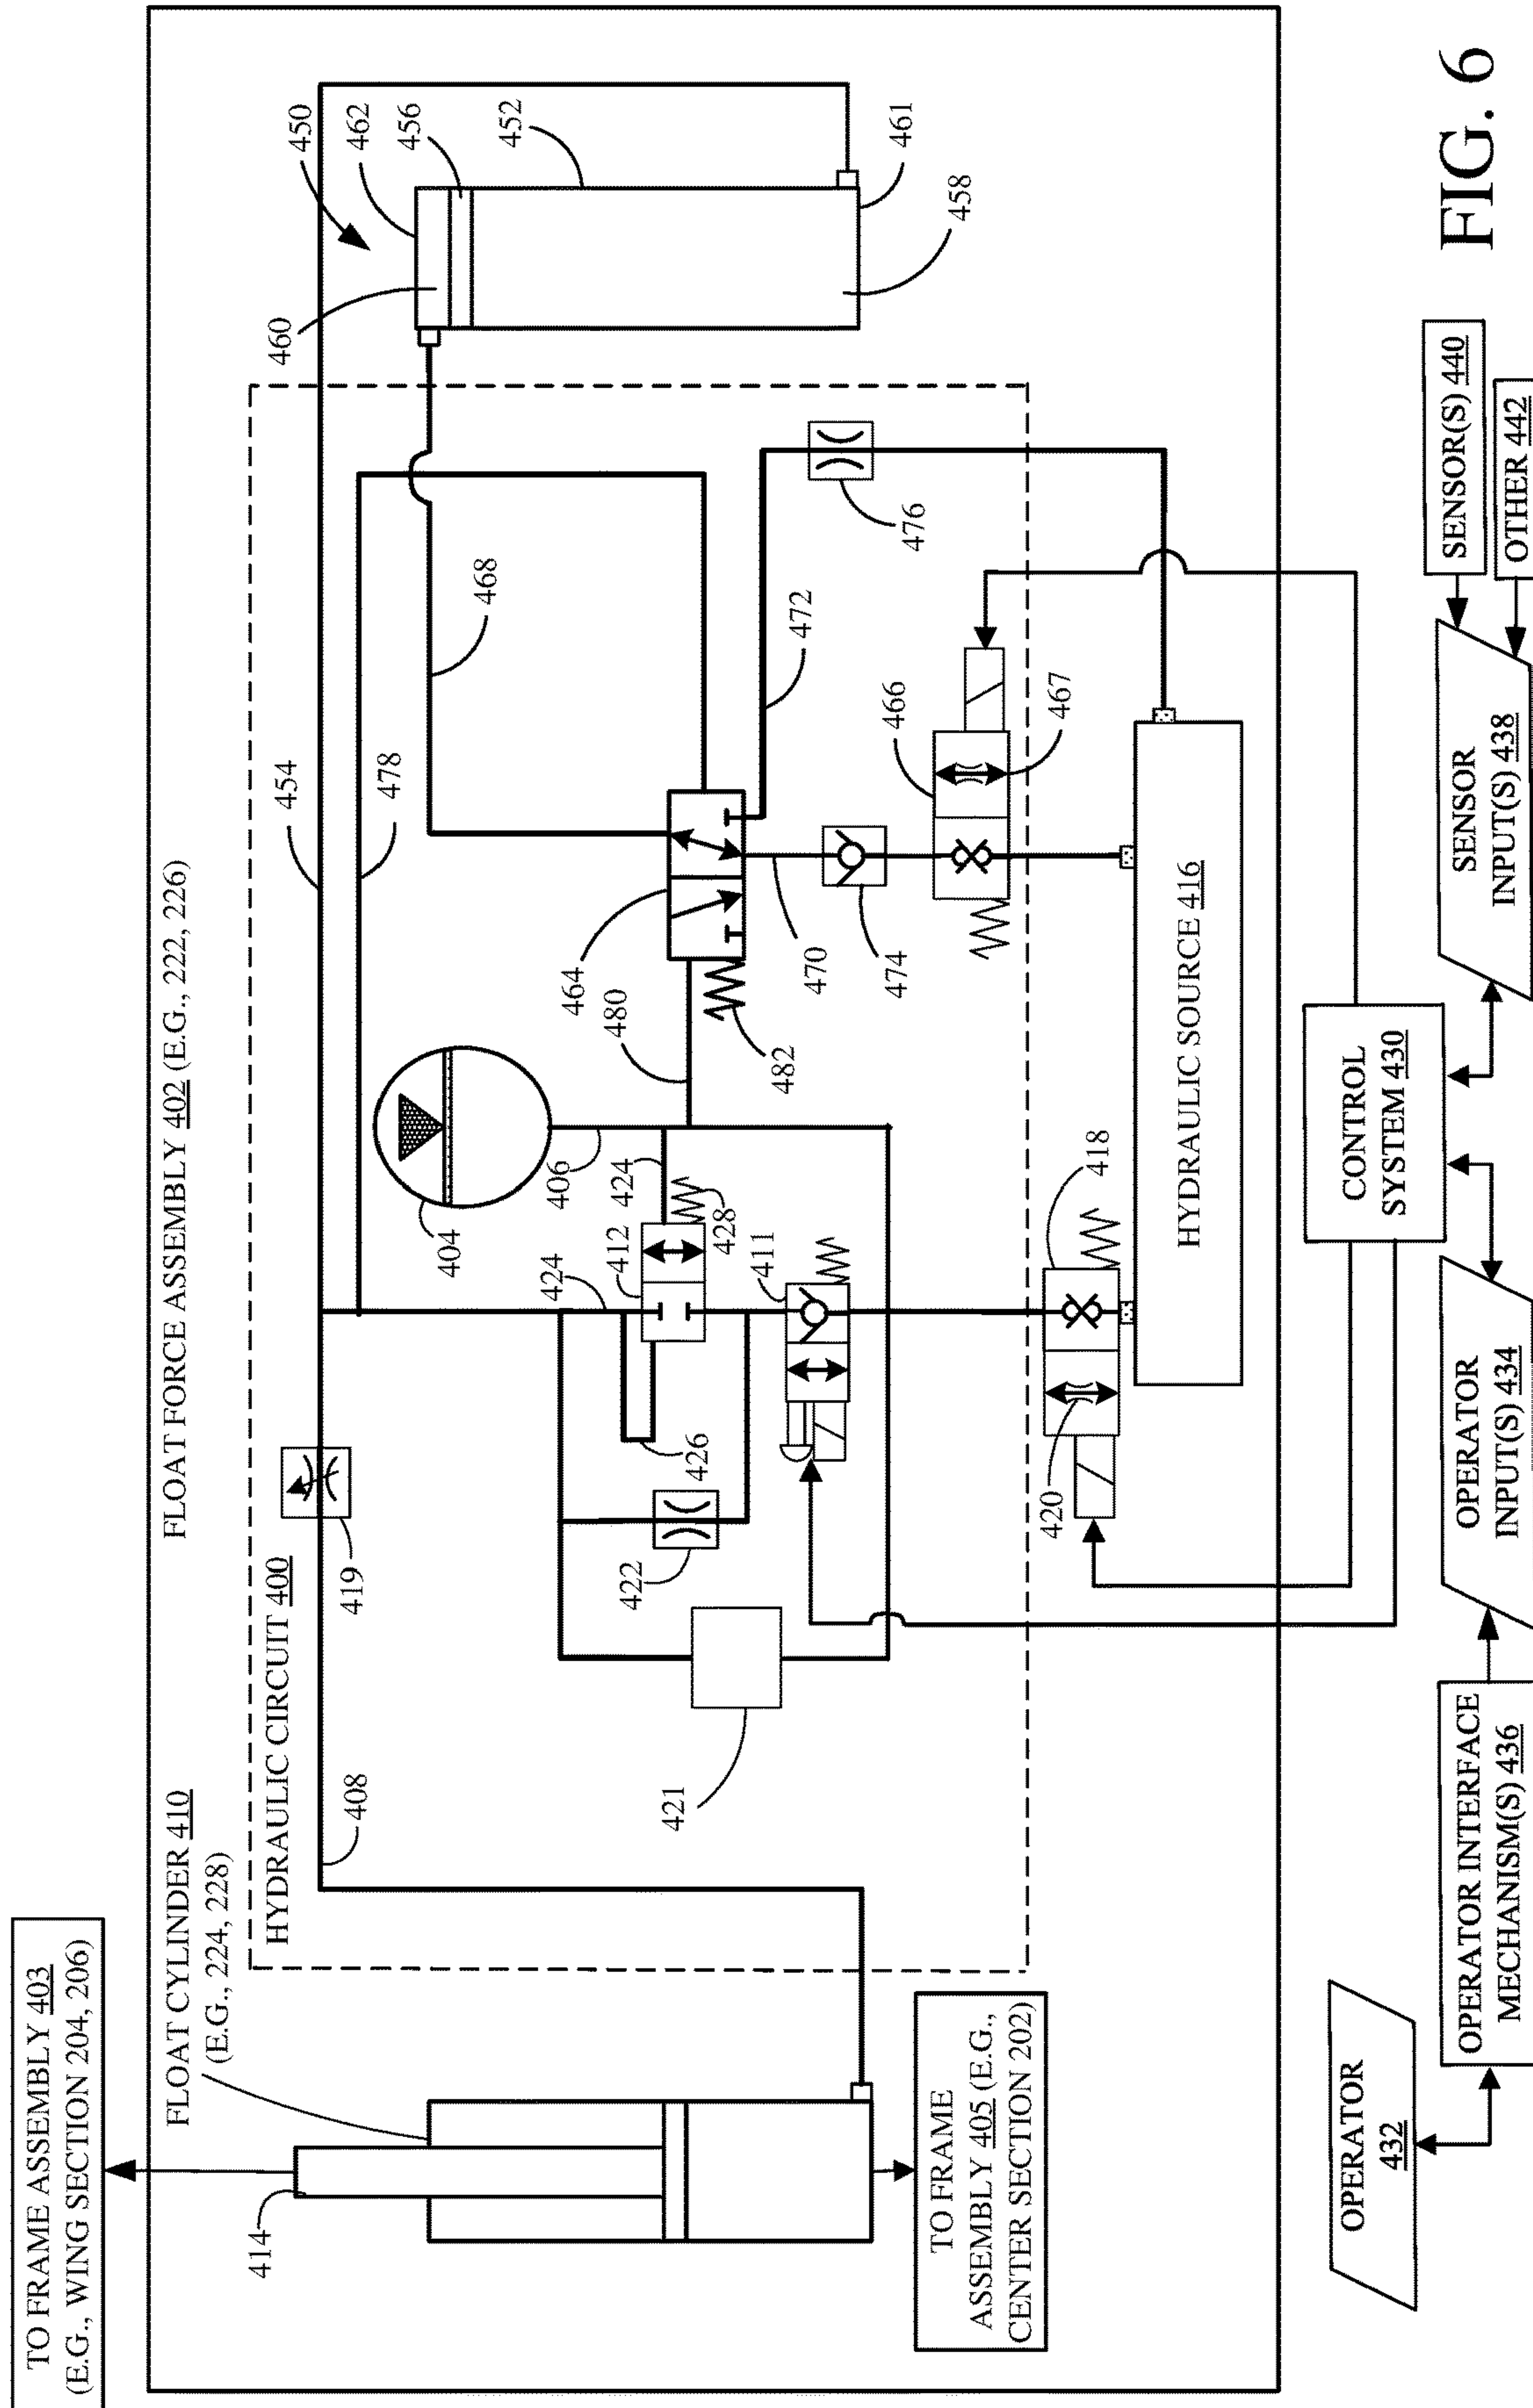 TO FRAME ASSEMBLY 403
(E.G., WING SECTION 204, 206)
FLOAT CYLINDER 410
(E.G., 224, 228)
FLOAT FORCE ASSEMBLY 402 (E.G., 222, 226)
HYDRAULIC CIRCUIT 400
414
408
419
454
478
450
462
456
452
460
461
458
468
404
406
424
424
412
428
426
422
421
411
464
480
482
470
474
472
476
466
467
418
420
HYDRAULIC SOURCE 416
TO FRAME
ASSEMBLY 405 (E.G.,
CENTER SECTION 202)
CONTROL
SYSTEM 430
OPERATOR
432
OPERATOR INTERFACE
MECHANISM(S) 436
OPERATOR
INPUT(S) 434
SENSOR
INPUT(S) 438
SENSOR(S) 440
OTHER 442
FIG. 6